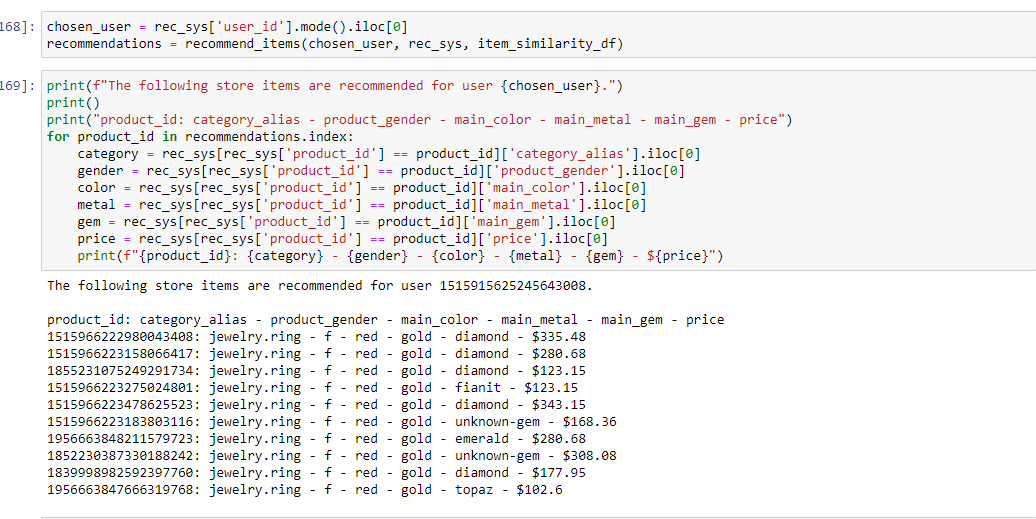 168]: chosen_user = rec_sys['user_id'].mode().iloc[0]
recommendations = recommend_items(chosen_user, rec_sys, item_similarity_df)
169]: print(f"The following store items are recommended for user {chosen_user}.")
print()
print("product_id: category_alias - product_gender - main_color - main_metal - main_gem - price")
for product_id in recommendations.index:
    category = rec_sys[rec_sys['product_id'] == product_id]['category_alias'].iloc[0]
    gender = rec_sys[rec_sys['product_id'] == product_id]['product_gender'].iloc[0]
    color = rec_sys[rec_sys['product_id'] == product_id]['main_color'].iloc[0]
    metal = rec_sys[rec_sys['product_id'] == product_id]['main_metal'].iloc[0]
    gem = rec_sys[rec_sys['product_id'] == product_id]['main_gem'].iloc[0]
    price = rec_sys[rec_sys['product_id'] == product_id]['price'].iloc[0]
    print(f"{product_id}: {category} - {gender} - {color} - {metal} - {gem} - ${price}")
The following store items are recommended for user 1515915625245643008.
product_id: category_alias - product_gender - main_color - main_metal - main_gem - price
1515966222980043408: jewelry.ring - f - red - gold - diamond - $335.48
1515966223158066417: jewelry.ring - f - red - gold - diamond - $280.68
1855231075249291734: jewelry.ring - f - red - gold - diamond - $123.15
1515966223275024801: jewelry.ring - f - red - gold - fianit - $123.15
1515966223478625523: jewelry.ring - f - red - gold - diamond - $343.15
1515966223183803116: jewelry.ring - f - red - gold - unknown-gem - $168.36
1956663848211579723: jewelry.ring - f - red - gold - emerald - $280.68
1852230387330188242: jewelry.ring - f - red - gold - unknown-gem - $308.08
1839998982592397760: jewelry.ring - f - red - gold - diamond - $177.95
1956663847666319768: jewelry.ring - f - red - gold - topaz - $102.6